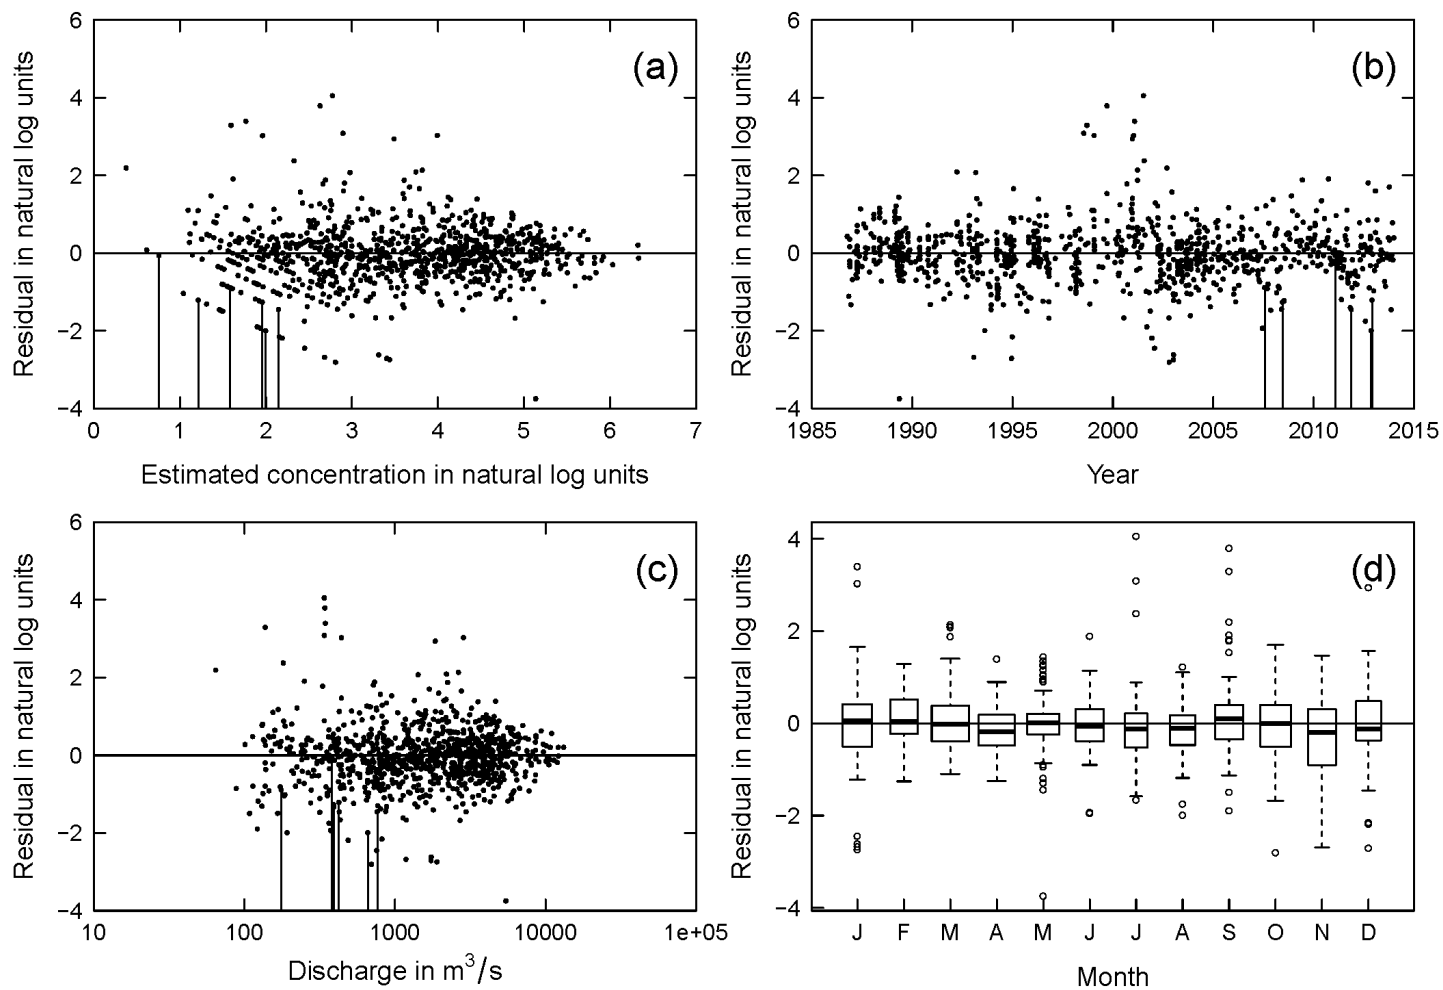 (a)
Residual in natural log units
6
4
2
0
−2
−4
0 1 2 3 4 5 6 7
Estimated concentration in natural log units
(b)
Residual in natural log units
6
4
2
0
−2
−4
1985 1990 1995 2000 2005 2010 2015
Year
(c)
Residual in natural log units
6
4
2
0
−2
−4
10 100 1000 10000 1e+05
Discharge in m³/s
(d)
Residual in natural log units
4
2
0
−2
−4
J F M A M J J A S O N D
Month